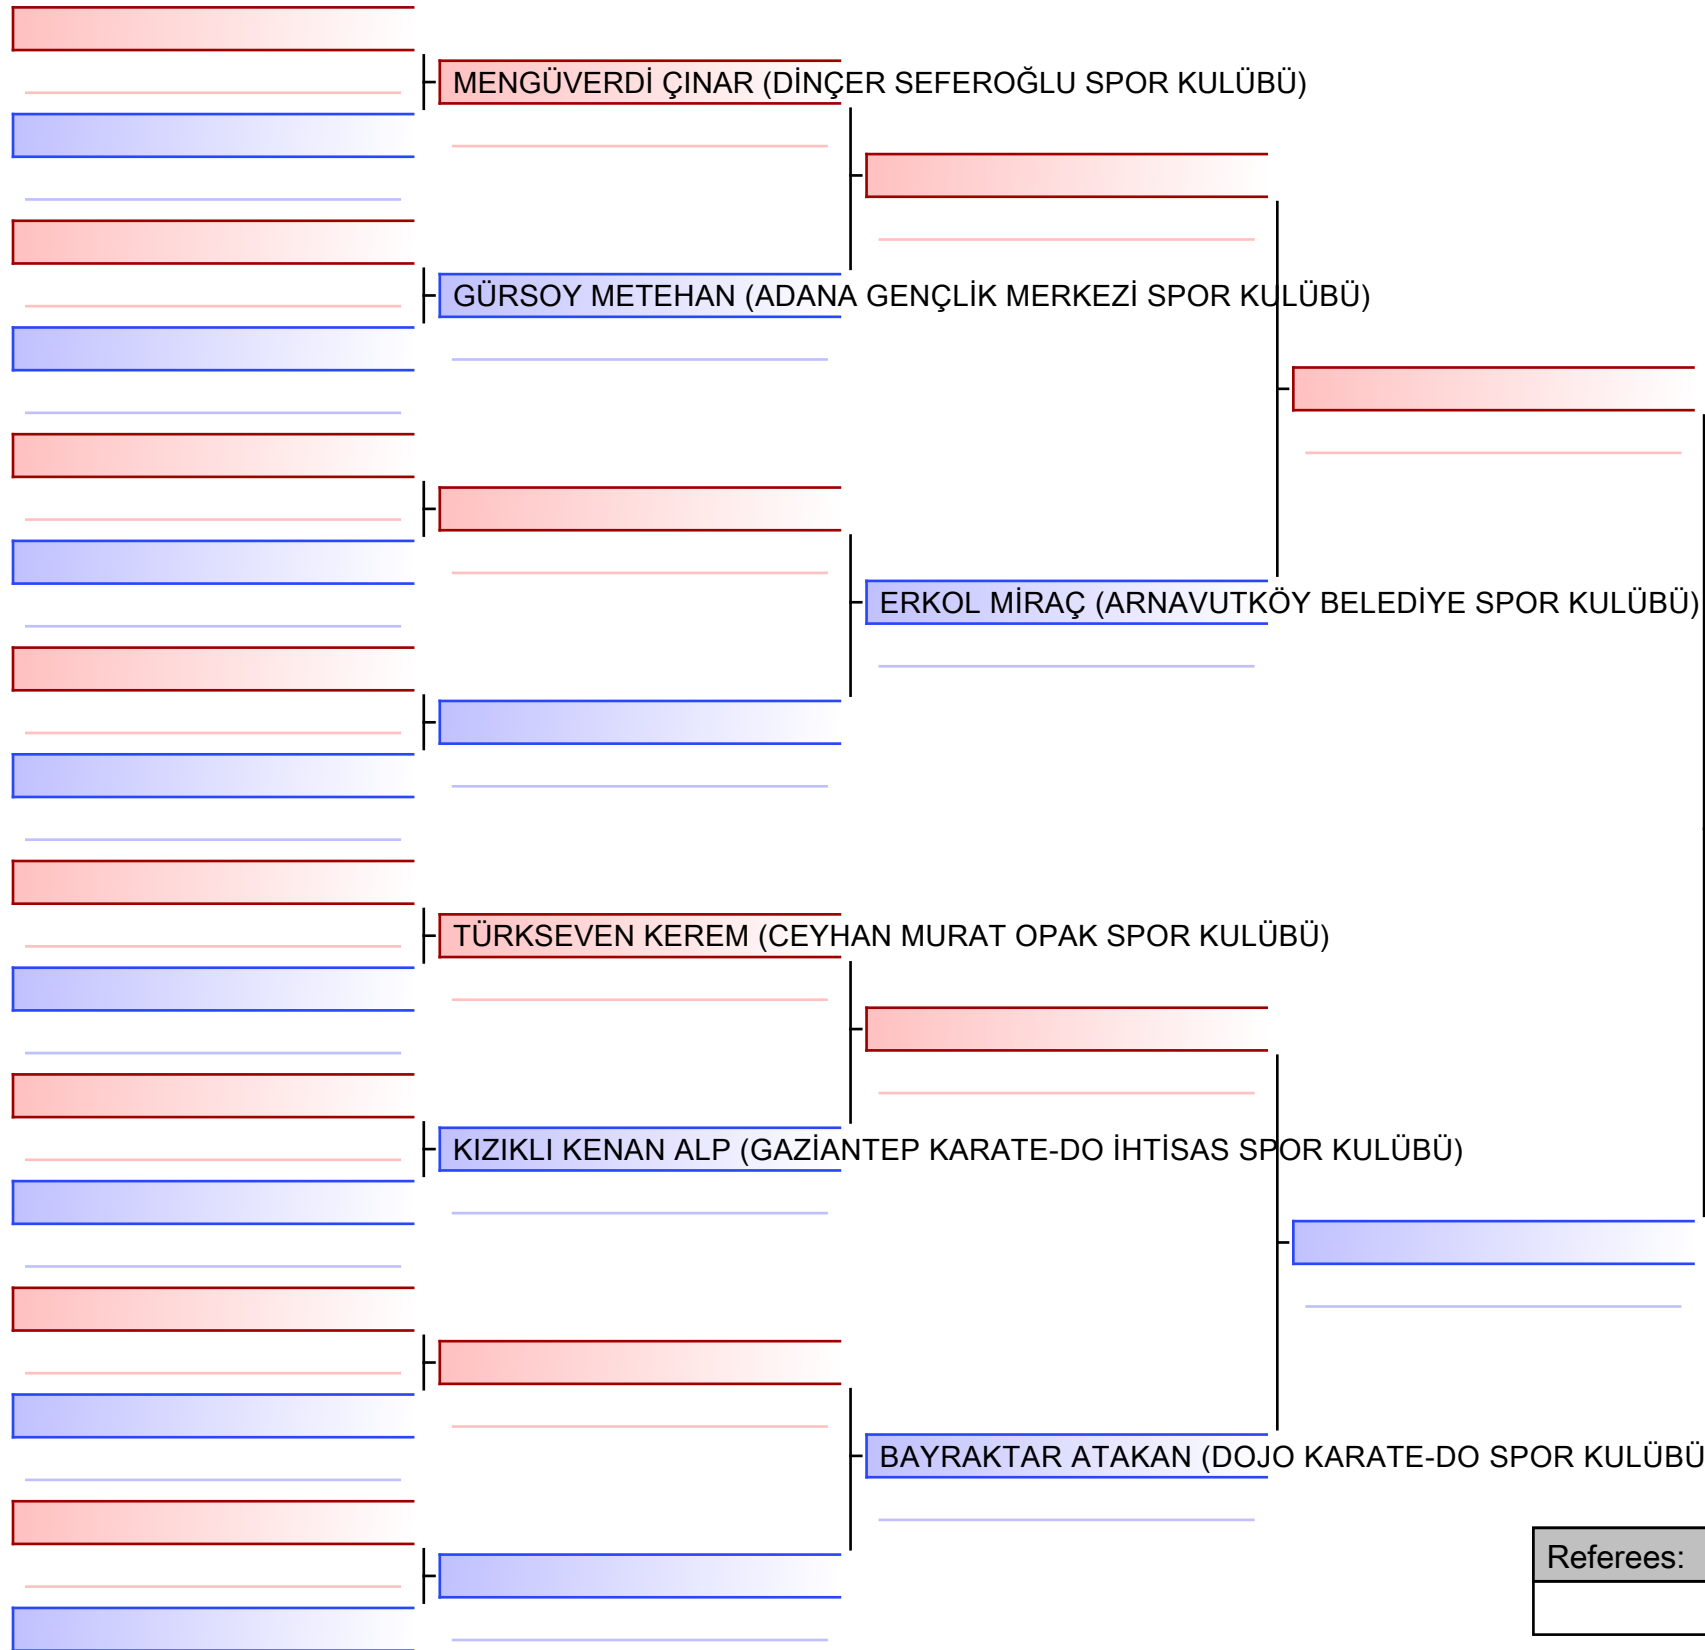 MENGÜVERDİ ÇINAR (DİNÇER SEFEROĞLU SPOR KULÜBÜ)
GÜRSOY METEHAN (ADANA GENÇLİK MERKEZİ SPOR KULÜBÜ)
ERKOL MİRAÇ (ARNAVUTKÖY BELEDİYE SPOR KULÜBÜ)
TÜRKSEVEN KEREM (CEYHAN MURAT OPAK SPOR KULÜBÜ)
KIZIKLI KENAN ALP (GAZİANTEP KARATE-DO İHTİSAS SPOR KULÜBÜ)
BAYRAKTAR ATAKAN (DOJO KARATE-DO SPOR KULÜBÜ
Referees: